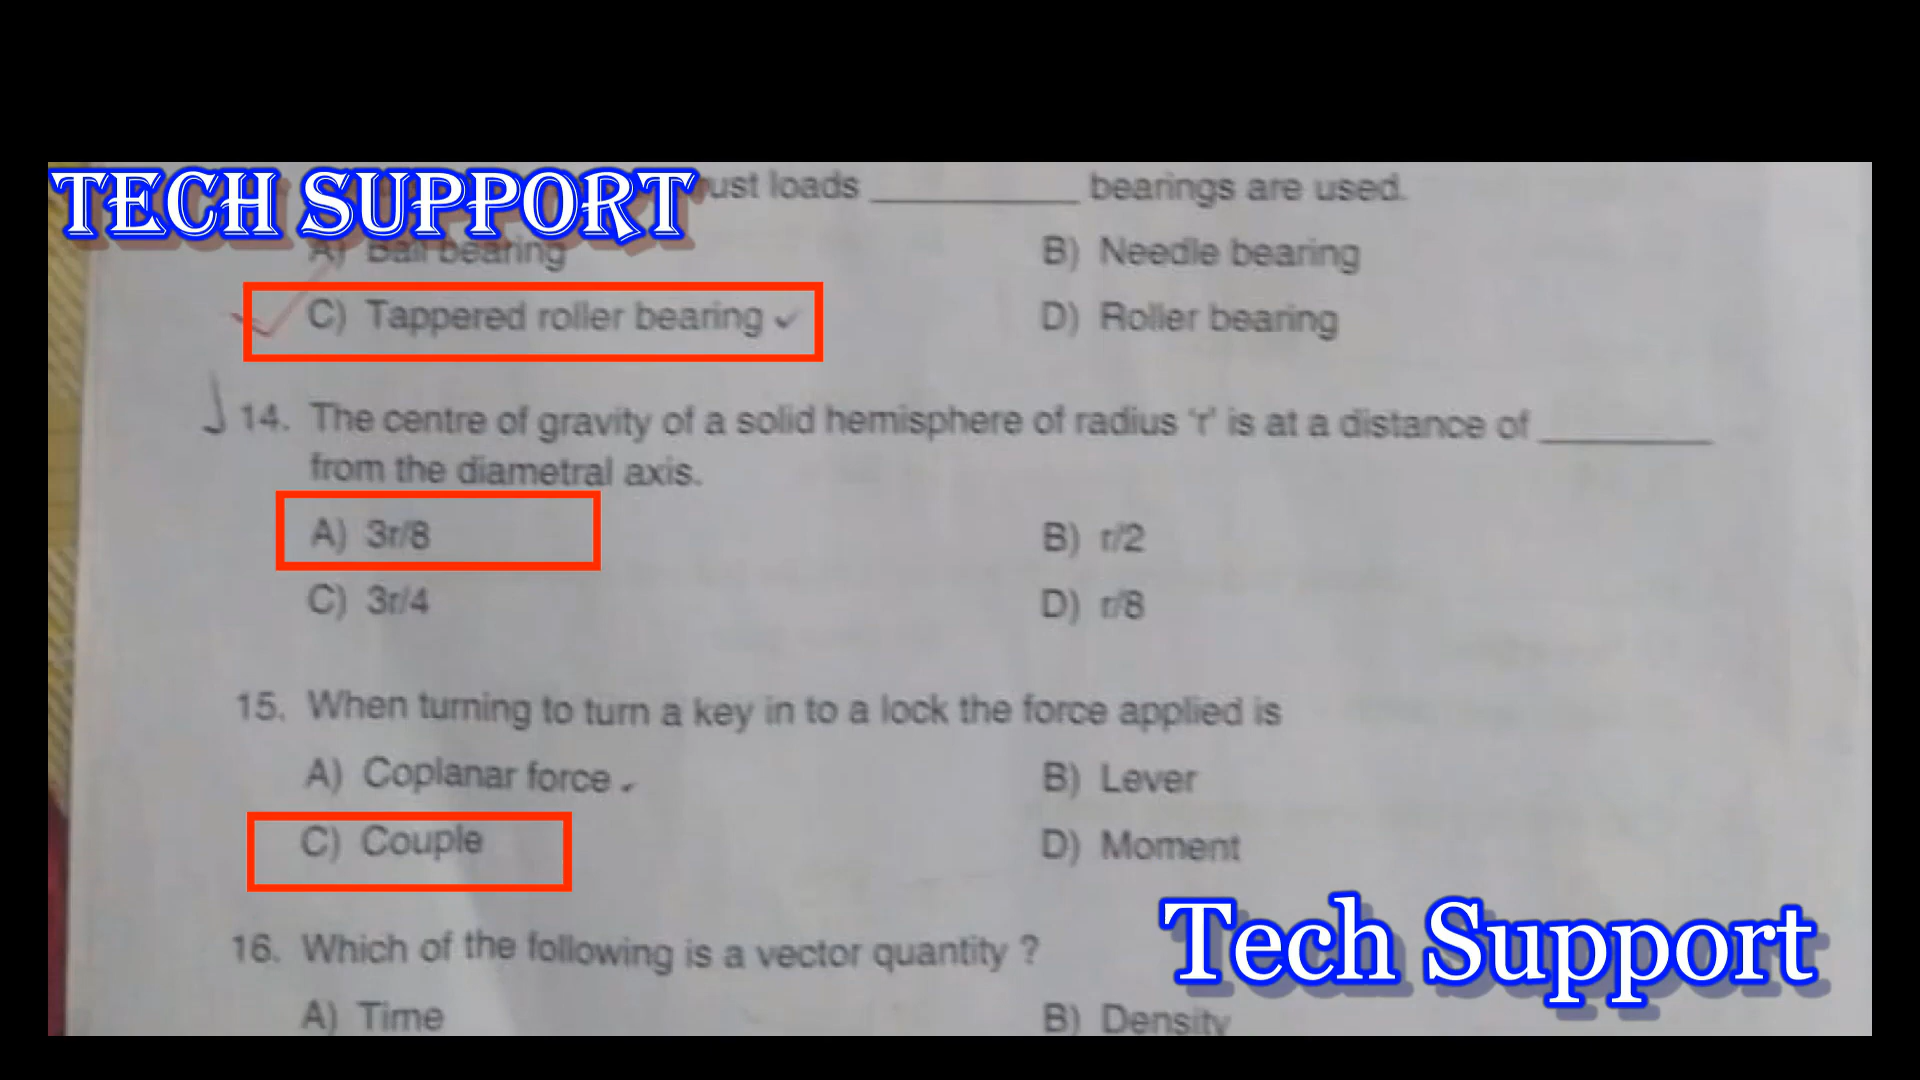 TECH SUPPORT
ust loads __________ bearings are used.
A) Ball bearing B) Needle bearing
C) Tappered roller bearing ✓ D) Roller bearing
14. The centre of gravity of a solid hemisphere of radius 'r' is at a distance of ________
from the diametral axis.
A) 3r/8 B) r/2
C) 3r/4 D) r/8
15. When turning to turn a key in to a lock the force applied is
A) Coplanar force B) Lever
C) Couple D) Moment
16. Which of the following is a vector quantity ?
A) Time B) Density
Tech Support